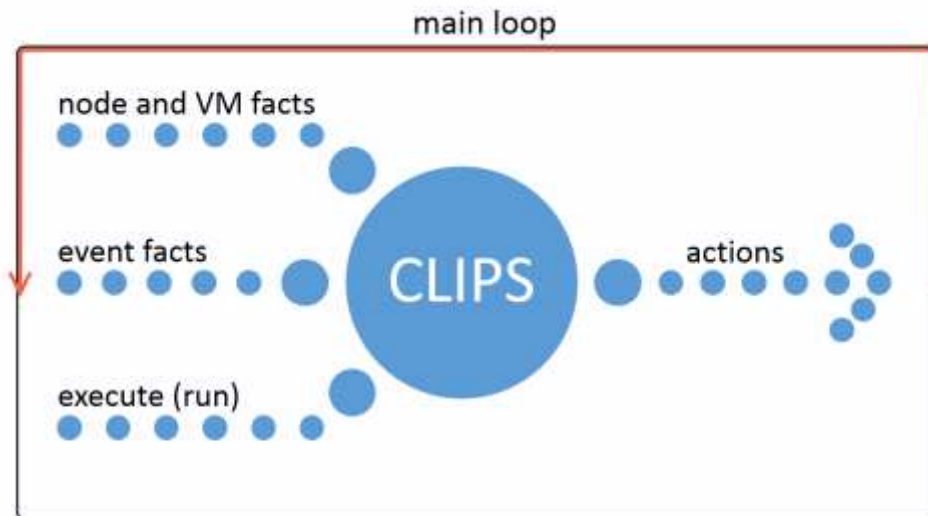 main loop
node and VM facts
event facts
CLIPS
actions
execute (run)